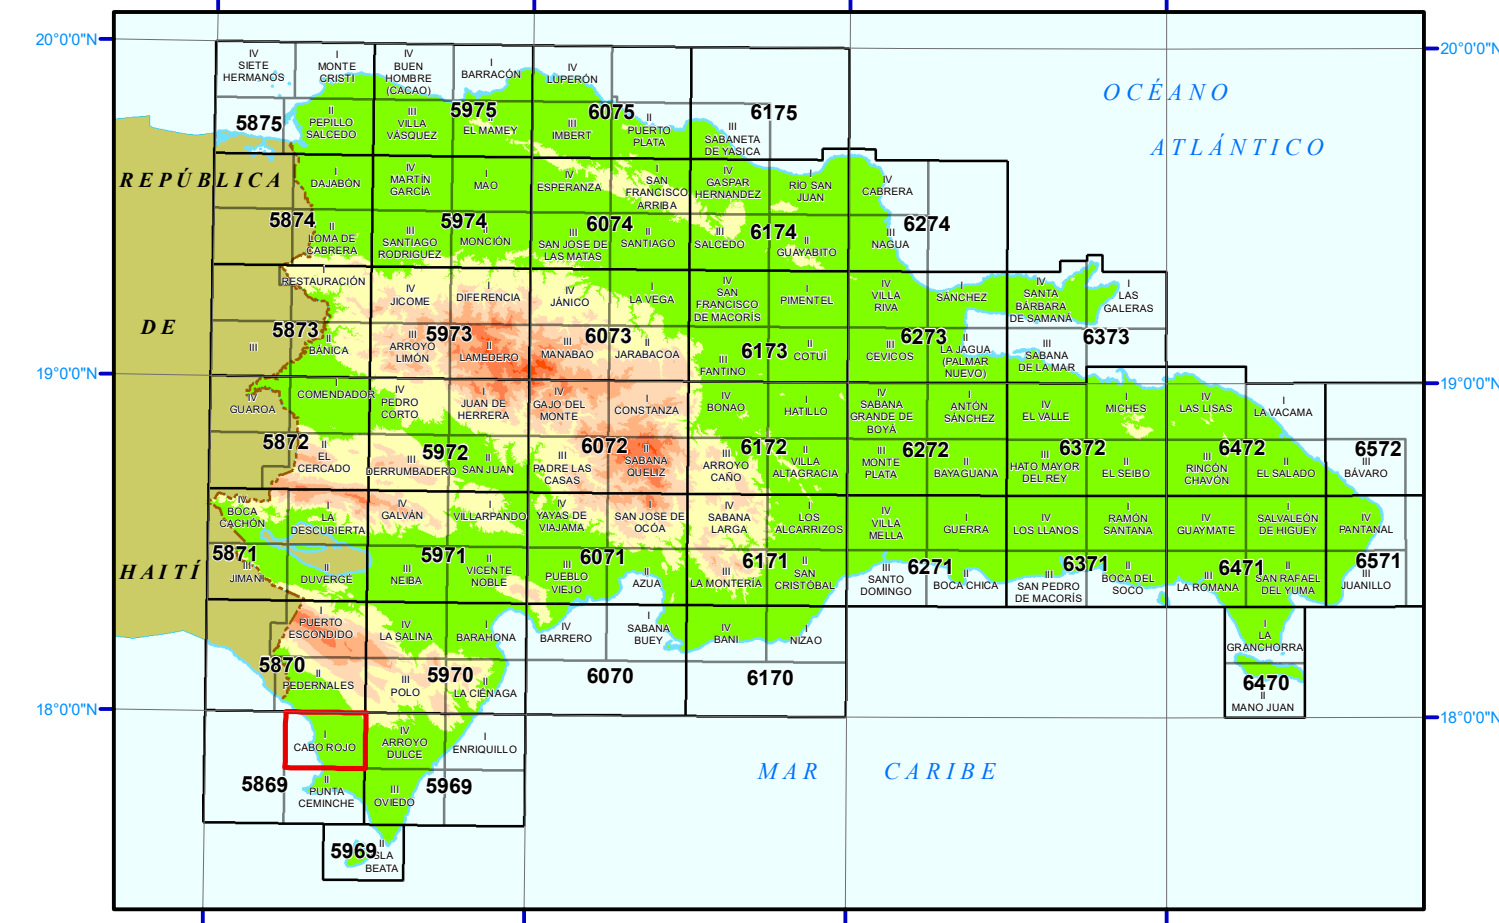 20°0'0"N
20°0'0"N
OCÉANO
ATLÁNTICO
REPÚBLICA
DE
HAITÍ
19°0'0"N
19°0'0"N
18°0'0"N
18°0'0"N
MAR CARIBE
IV
SIETE
HERMANOS
I
MONTE
CRISTI
IV
BUEN
HOMBRE
(CACAO)
I
BARRACÓN
IV
LUPERÓN
5875
II
PEPILLO
SALCEDO
III
VILLA
VÁSQUEZ
5975
II
EL MAMEY
III
IMBERT
6075
II
PUERTO
PLATA
III
SABANETA
DE YASICA
6175
I
DAJABÓN
IV
MARTÍN
GARCÍA
I
MAO
IV
ESPERANZA
I
SAN
FRANCISCO
ARRIBA
IV
GASPAR
HERNANDEZ
I
RÍO SAN
JUAN
IV
CABRERA
5874
II
LOMA DE
CABRERA
III
SANTIAGO
RODRIGUEZ
5974
II
MONCIÓN
III
SAN JOSE DE
LAS MATAS
6074
II
SANTIAGO
III
SALCEDO
6174
II
GUAYABITO
III
NAGUA
6274
I
RESTAURACIÓN
IV
JICOME
I
DIFERENCIA
IV
JÁNICO
I
LA VEGA
IV
SAN
FRANCISCO
DE MACORÍS
I
PIMENTEL
IV
VILLA
RIVA
I
SÁNCHEZ
IV
SANTA
BÁRBARA
DE SAMANÁ
I
LAS
GALERAS
III
5873
II
BÁNICA
III
ARROYO
LIMÓN
5973
II
LAMEDERO
III
MANABAO
6073
II
JARABACOA
III
FANTINO
6173
II
COTUÍ
III
CEVICOS
6273
II
LA JAGUA
(PALMAR
NUEVO)
III
SABANA
DE LA MAR
6373
IV
GUAROA
I
COMENDADOR
IV
PEDRO
CORTO
I
JUAN DE
HERRERA
IV
GAJO DEL
MONTE
I
CONSTANZA
IV
BONAO
I
HATILLO
IV
SABANA
GRANDE DE
BOYÁ
I
ANTÓN
SÁNCHEZ
IV
EL VALLE
I
MICHES
IV
LAS LISAS
I
LA VACAMA
5872
II
EL
CERCADO
III
DERRUMBADERO
5972
II
SAN JUAN
III
PADRE LAS
CASAS
6072
II
SABANA
QUELIZ
III
ARROYO
CAÑO
6172
II
VILLA
ALTAGRACIA
III
MONTE
PLATA
6272
II
BAYAGUANA
III
HATO MAYOR
DEL REY
6372
II
EL SEIBO
III
RINCÓN
CHAVÓN
6472
II
EL SALADO
6572
III
BÁVARO
IV
BOCA
CACHÓN
I
LA
DESCUBIERTA
IV
GALVÁN
I
VILLARPANDO
IV
YAYAS DE
VIAJAMA
I
SAN JOSE DE
OCÓA
IV
SABANA
LARGA
I
LOS
ALCARRIZOS
IV
VILLA
MELLA
I
GUERRA
IV
LOS LLANOS
I
RAMÓN
SANTANA
IV
GUAYMATE
I
SALVALEÓN
DE HIGUEY
IV
PANTANAL
5871
III
JIMANÍ
II
DUVERGÉ
III
NEIBA
5971
II
VICENTE
NOBLE
III
PUEBLO
VIEJO
6071
II
AZUA
III
LA MONTERÍA
6171
II
SAN
CRISTÓBAL
III
SANTO
DOMINGO
6271
II
BOCA CHICA
III
SAN PEDRO
DE MACORÍS
6371
II
BOCA DEL
SOCO
III
LA ROMANA
6471
II
SAN RAFAEL
DEL YUMA
6571
III
JUANILLO
I
PUERTO
ESCONDIDO
IV
LA SALINA
I
BARAHONA
IV
BARRERO
I
SABANA
BUEY
IV
BANI
I
NIZAO
I
LA
GRANCHORRA
5870
II
PEDERNALES
III
POLO
5970
II
LA CIÉNAGA
6070
6170
6470
II
MANO JUAN
I
CABO ROJO
IV
ARROYO
DULCE
I
ENRIQUILLO
5869
II
PUNTA
CEMINCHE
III
OVIEDO
5969
5969
II
ISLA
BEATA